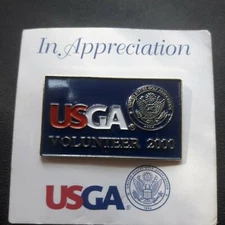 In Appreciation
USGA®
VOLUNTEER 2000
USGA®